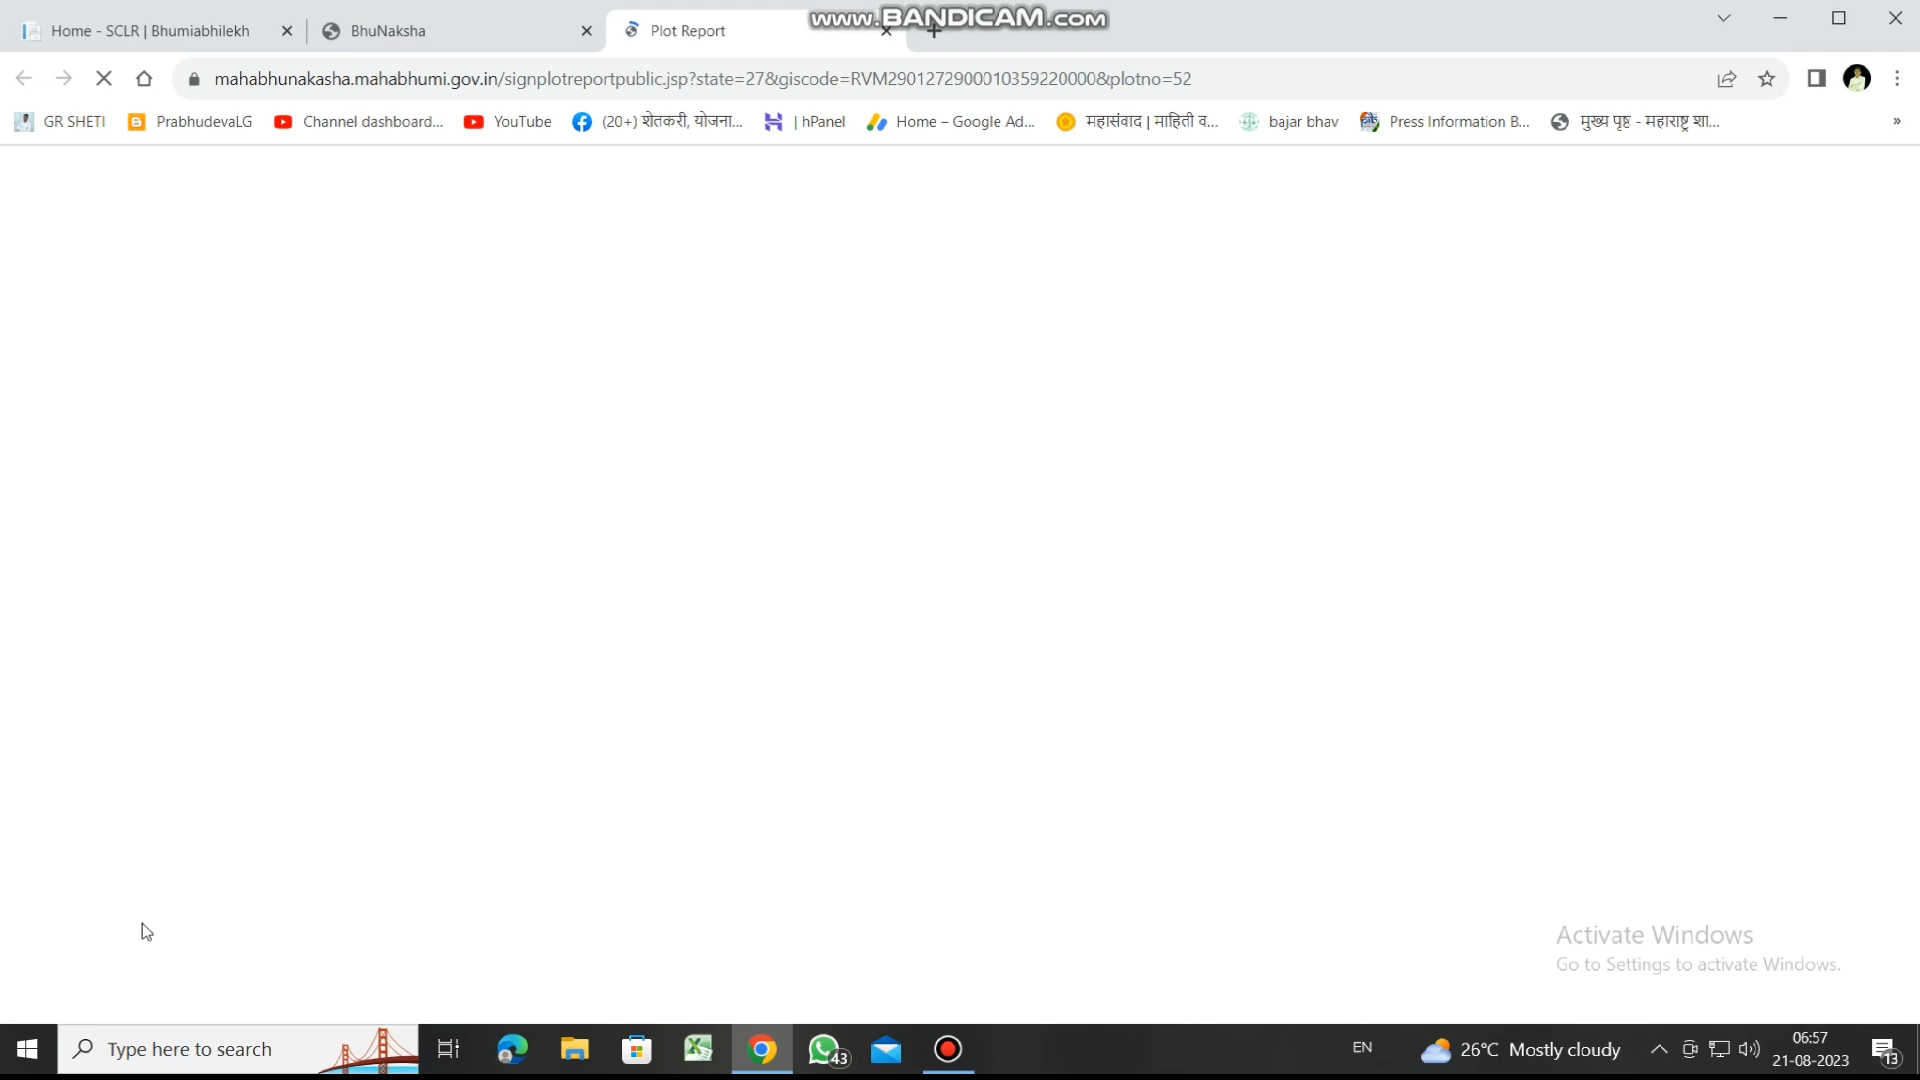 www.BANDICAM.com
Home - SCLR | Bhumiabhilekh
BhuNaksha
Plot Report
mahabhunakasha.mahabhumi.gov.in/signplotreportpublic.jsp?state=27&giscode=RVM2901272900010359220000&plotno=52
GR SHETI
PrabhudevaLG
Channel dashboard...
YouTube
(20+) शेतकरी, योजना...
| hPanel
Home – Google Ad...
महासंवाद | माहिती व...
bajar bhav
Press Information B...
मुख्य पृष्ठ - महाराष्ट्र शा...
»
Activate Windows
Go to Settings to activate Windows.
Type here to search
43
EN
26°C Mostly cloudy
06:57
21-08-2023
13